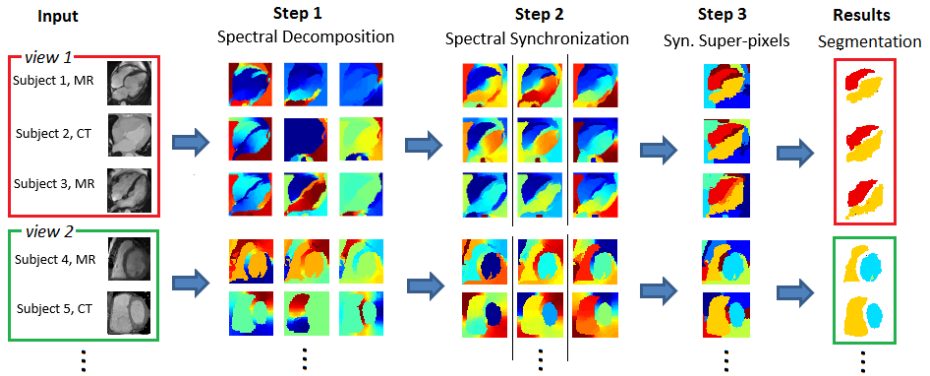 Input
Step 1
Step 2
Step 3
Results
Spectral Decomposition
Spectral Synchronization
Syn. Super-pixels
Segmentation
view 1
Subject 1, MR
Subject 2, CT
Subject 3, MR
view 2
Subject 4, MR
Subject 5, CT